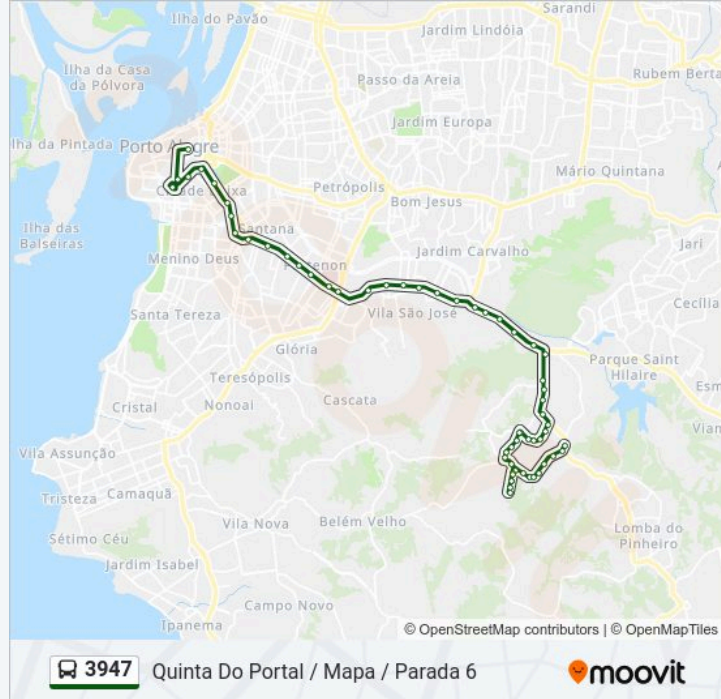 Ilha do Pavão
Sarandi
Jardim Lindóia
Ilha da Casa
da Pólvora
Passo da Areia
Rubem Berta
Jardim Europa
lha da Pintada
Porto Alegre
Mário Quintana
Petrópolis
Bom Jesus
Ilha das
Balseiras
Santana
Jardim Carvalho
Jari
Menino Deus
Cecília
Santa Tereza
Vila São José
Glória
Parque Saint
Hilaire
Teresópolis
Esm
Cascata
Cristal
Nonoai
Vian
Vila Assunção
Tristeza
Camaquã
Vila Nova
Belém Velho
Lomba do
Pinheiro
Sétimo Céu
Jardim Isabel
Campo Novo
Ipanema
© OpenStreetMap contributors | © OpenMapTiles
3947 Quinta Do Portal / Mapa / Parada 6
moovit